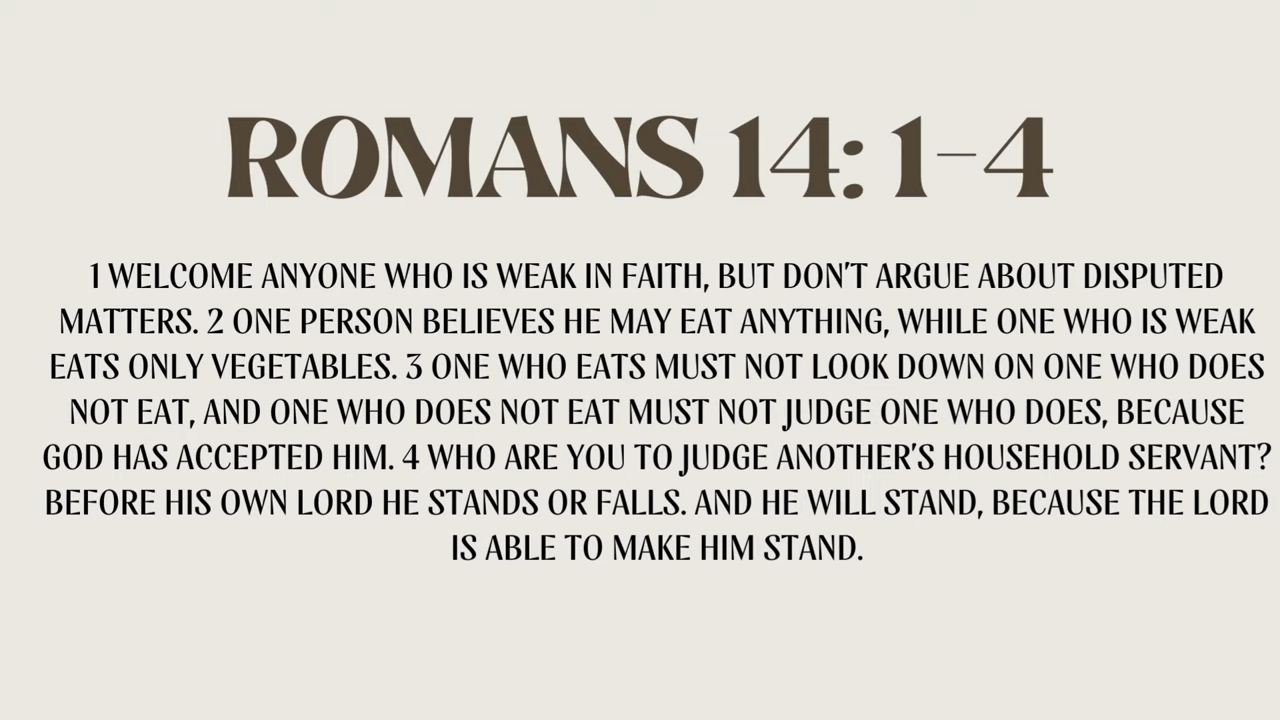 ROMANS 14: 1-4
1 WELCOME ANYONE WHO IS WEAK IN FAITH, BUT DON'T ARGUE ABOUT DISPUTED
MATTERS. 2 ONE PERSON BELIEVES HE MAY EAT ANYTHING, WHILE ONE WHO IS WEAK
EATS ONLY VEGETABLES. 3 ONE WHO EATS MUST NOT LOOK DOWN ON ONE WHO DOES
NOT EAT, AND ONE WHO DOES NOT EAT MUST NOT JUDGE ONE WHO DOES, BECAUSE
GOD HAS ACCEPTED HIM. 4 WHO ARE YOU TO JUDGE ANOTHER'S HOUSEHOLD SERVANT?
BEFORE HIS OWN LORD HE STANDS OR FALLS. AND HE WILL STAND, BECAUSE THE LORD
IS ABLE TO MAKE HIM STAND.